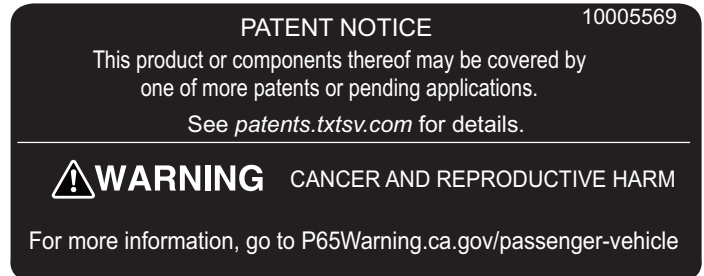 PATENT NOTICE 10005569
This product or components thereof may be covered by
one of more patents or pending applications.
See patents.txtsv.com for details.
WARNING CANCER AND REPRODUCTIVE HARM
For more information, go to P65Warning.ca.gov/passenger-vehicle